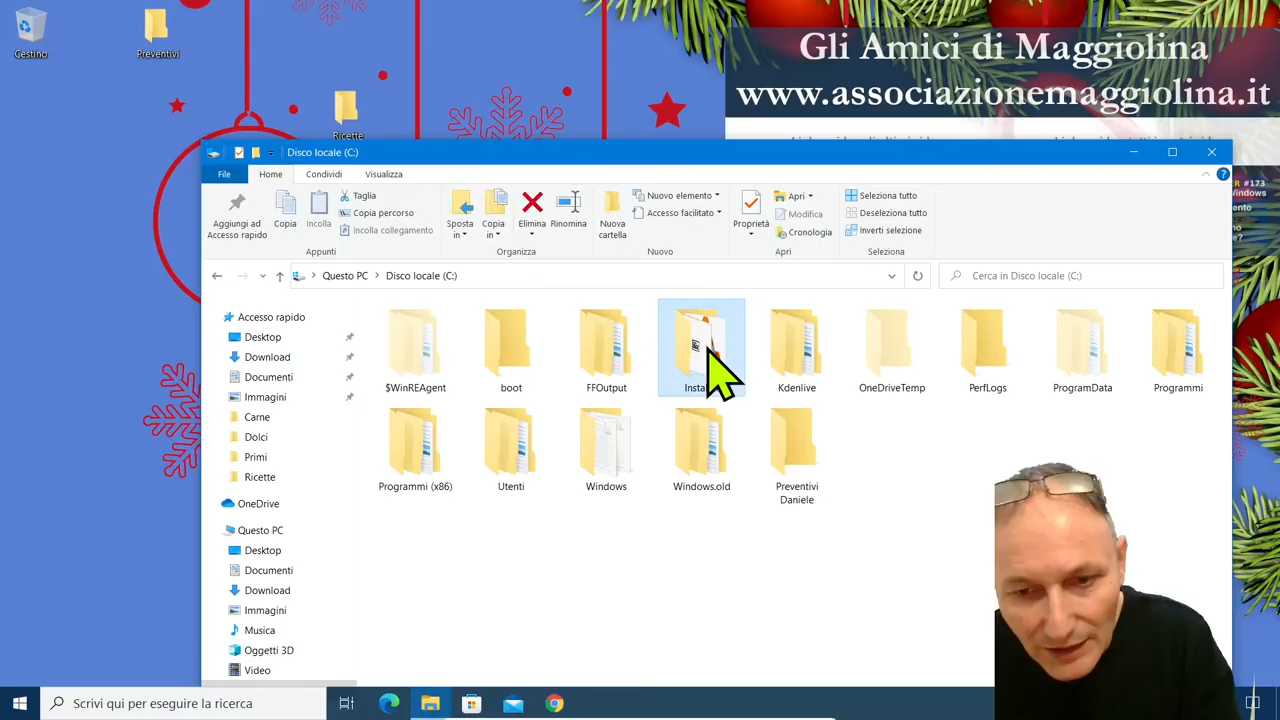 Cestino
Preventivi
Ricette
Gli Amici di Maggiolina
www.associazionemaggiolina.it
#173
Disco locale (C:)
File
Home
Condividi
Visualizza
Aggiungi ad
Accesso rapido
Copia
Incolla
Taglia
Copia percorso
Incolla collegamento
Appunti
Sposta
in
Copia
in
Elimina
Rinomina
Organizza
Nuova
cartella
Nuovo elemento
Accesso facilitato
Nuovo
Proprietà
Apri
Modifica
Cronologia
Apri
Seleziona tutto
Deseleziona tutto
Inverti selezione
Seleziona
Questo PC
Disco locale (C:)
Cerca in Disco locale (C:)
Accesso rapido
Desktop
Download
Documenti
Immagini
Carne
Dolci
Primi
Ricette
OneDrive
Questo PC
Desktop
Documenti
Download
Immagini
Musica
Oggetti 3D
Video
$WinREAgent
boot
FFOutput
Kdenlive
OneDriveTemp
PerfLogs
ProgramData
Programmi
Programmi (x86)
Utenti
Windows
Windows.old
Preventivi
Daniele
Scrivi qui per eseguire la ricerca